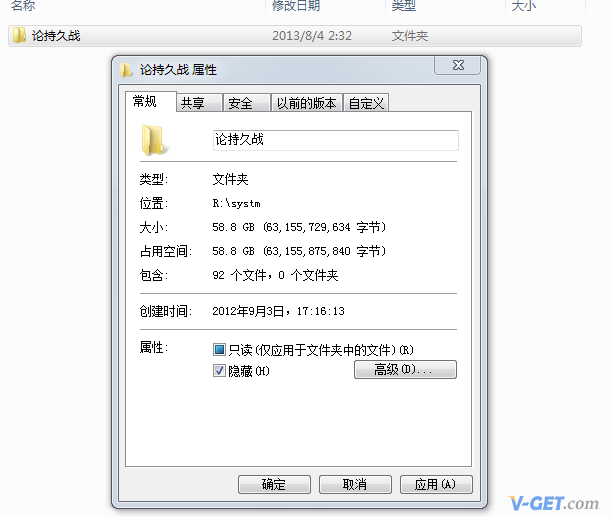 名称 修改日期 类型 大小
论持久战 2013/8/4 2:32 文件夹
论持久战 属性
常规 共享 安全 以前的版本 自定义
论持久战
类型: 文件夹
位置: R:\systm
大小: 58.8 GB (63,155,729,634 字节)
占用空间: 58.8 GB (63,155,875,840 字节)
包含: 92 个文件，0 个文件夹
创建时间: 2012年9月3日，17:16:13
属性: 只读(仅应用于文件夹中的文件)(R)
隐藏(H) 高级(D)...
确定 取消 应用(A)
V-GET.com